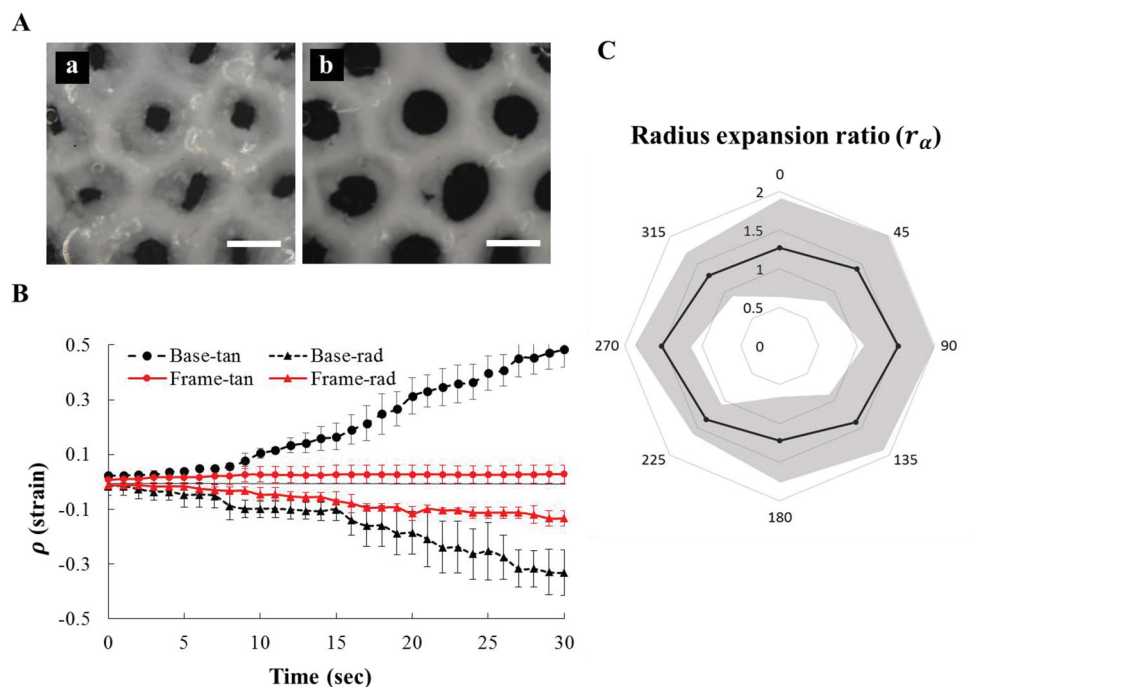 A
a
b
C
Radius expansion ratio (rα)
0
2
1.5
1
0.5
0
45
90
135
180
225
270
315
B
0.5
0.3
0.1
-0.1
-0.3
-0.5
ρ (strain)
Base-tan
Base-rad
Frame-tan
Frame-rad
0
5
10
15
20
25
30
Time (sec)